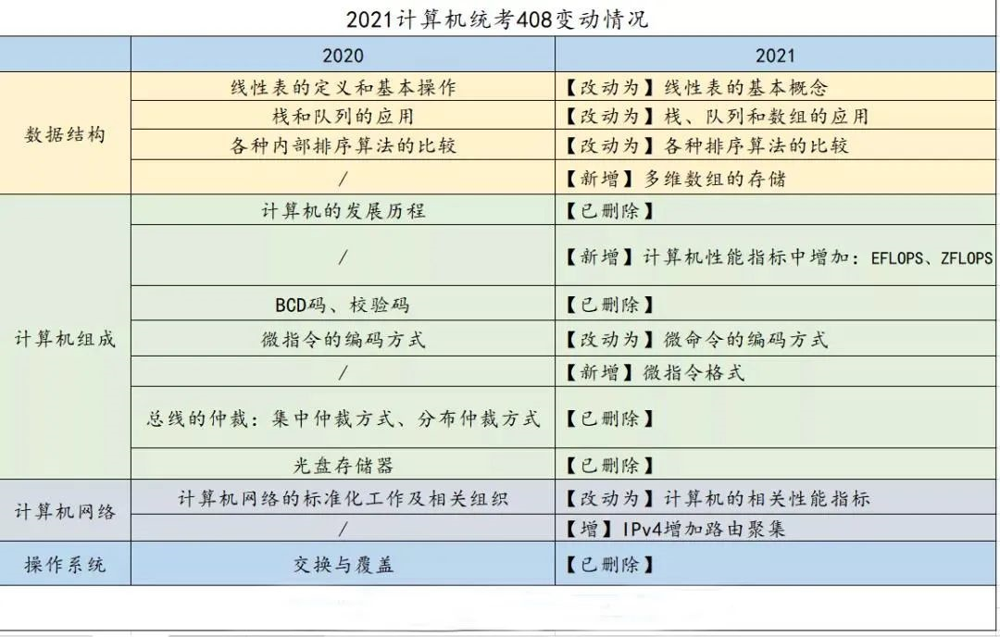 2021计算机统考408变动情况
2020 2021
数据结构
线性表的定义和基本操作 【改动为】线性表的基本概念
栈和队列的应用 【改动为】栈、队列和数组的应用
各种内部排序算法的比较 【改动为】各种排序算法的比较
/ 【新增】多维数组的存储
计算机组成
计算机的发展历程 【已删除】
/ 【新增】计算机性能指标中增加：EFLOPS、ZFLOPS
BCD码、校验码 【已删除】
微指令的编码方式 【改动为】微命令的编码方式
/ 【新增】微指令格式
总线的仲裁：集中仲裁方式、分布仲裁方式 【已删除】
光盘存储器 【已删除】
计算机网络
计算机网络的标准化工作及相关组织 【改动为】计算机的相关性能指标
/ 【增】IPv4增加路由聚集
操作系统 交换与覆盖 【已删除】